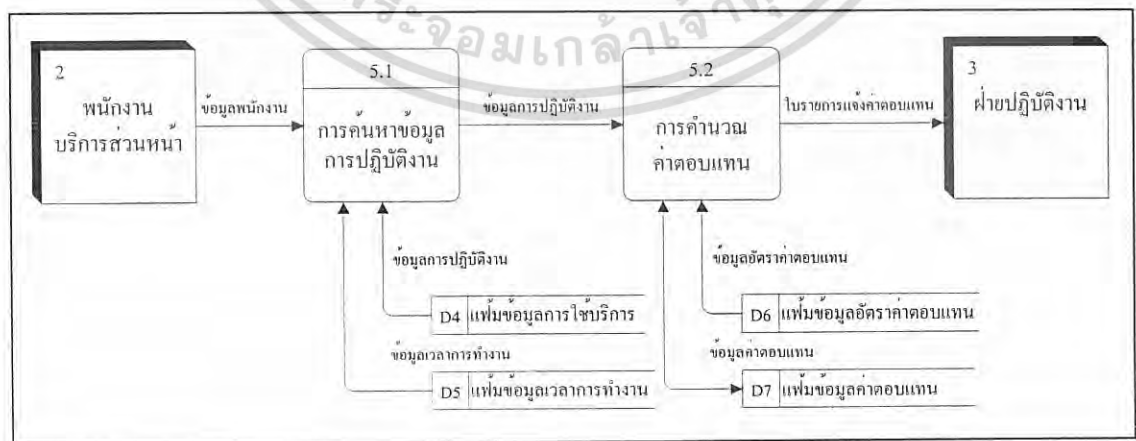 ระจอมเกล้าเจ้า
2
พนักงาน
บริการส่วนหน้า
ข้อมูลพนักงาน
5.1
การค้นหาข้อมูล
การปฏิบัติงาน
ข้อมูลการปฏิบัติงาน
5.2
การคำนวณ
ค่าตอบแทน
ใบรายการแจ้งค่าตอบแทน
3
ฝ่ายปฏิบัติงาน
ข้อมูลการปฏิบัติงาน
D4 แฟ้มข้อมูลการใช้บริการ
ข้อมูลเวลาการทำงาน
D5 แฟ้มข้อมูลเวลาการทำงาน
ข้อมูลอัตราค่าตอบแทน
D6 แฟ้มข้อมูลอัตราค่าตอบแทน
ข้อมูลค่าตอบแทน
D7 แฟ้มข้อมูลค่าตอบแทน